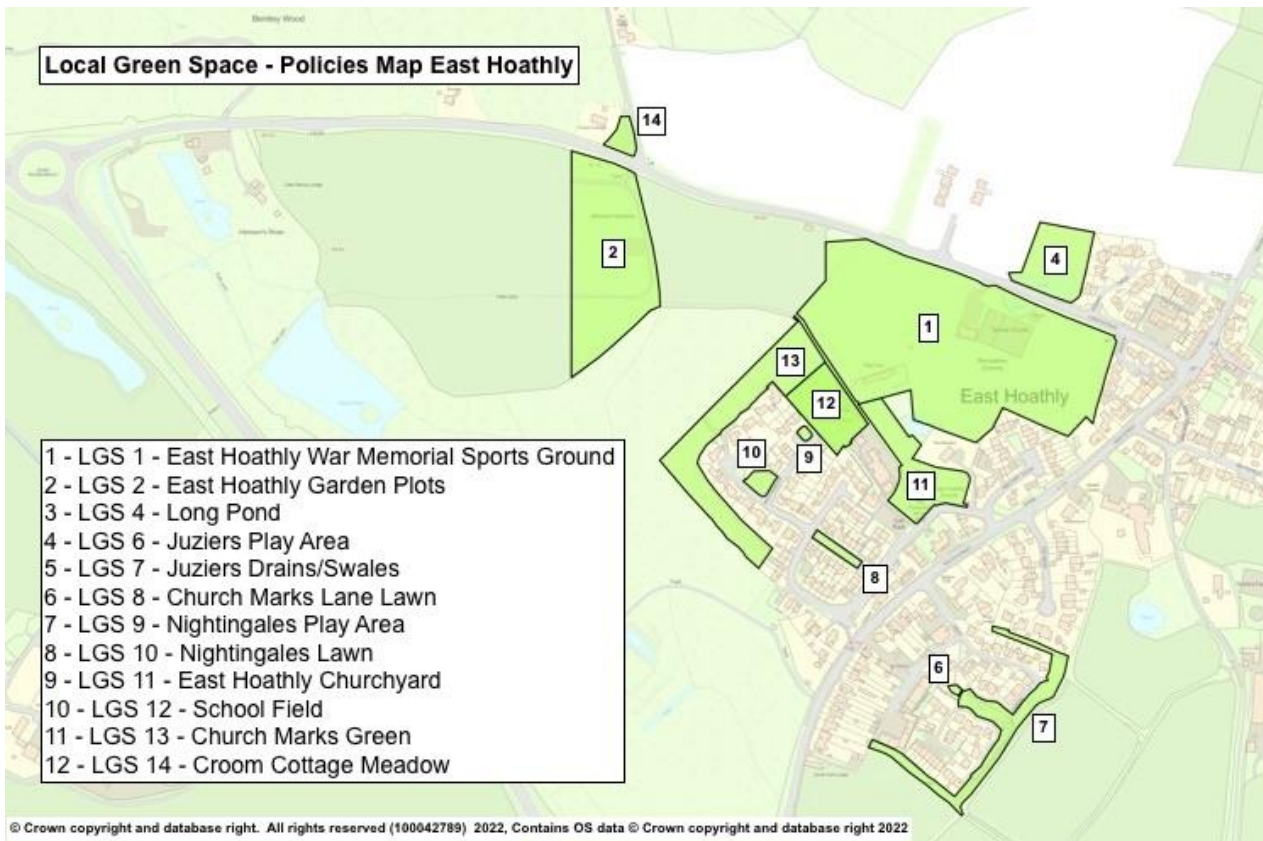 Bentley Wood
Local Green Space - Policies Map East Hoathly
14
2
4
1
13
East Hoathly
12
9
10
11
8
6
7
1 - LGS 1 - East Hoathly War Memorial Sports Ground
2 - LGS 2 - East Hoathly Garden Plots
3 - LGS 4 - Long Pond
4 - LGS 6 - Juziers Play Area
5 - LGS 7 - Juziers Drains/Swales
6 - LGS 8 - Church Marks Lane Lawn
7 - LGS 9 - Nightingales Play Area
8 - LGS 10 - Nightingales Lawn
9 - LGS 11 - East Hoathly Churchyard
10 - LGS 12 - School Field
11 - LGS 13 - Church Marks Green
12 - LGS 14 - Croom Cottage Meadow
© Crown copyright and database right. All rights reserved (100042789) 2022, Contains OS data © Crown copyright and database right 2022